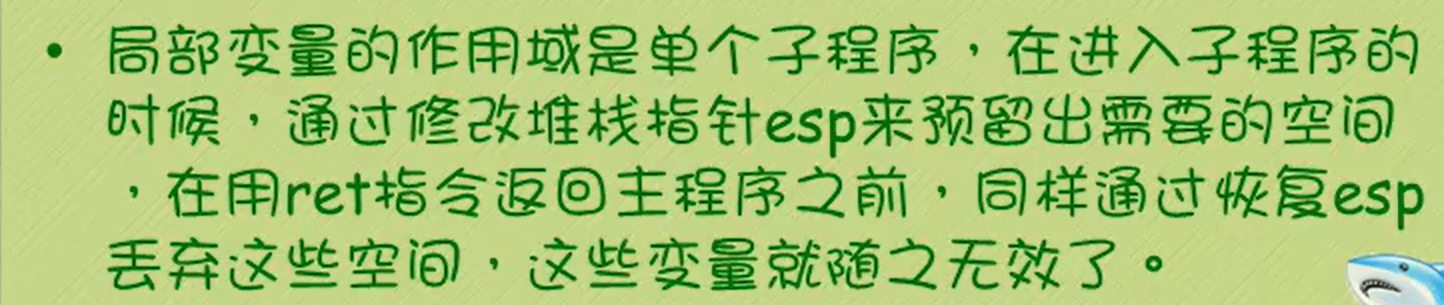 • 局部变量的作用域是单个子程序，在进入子程序的
时候，通过修改堆栈指针esp来预留出需要的空间
，在用ret指令返回主程序之前，同样通过恢复esp
丢弃这些空间，这些变量就随之无效了。